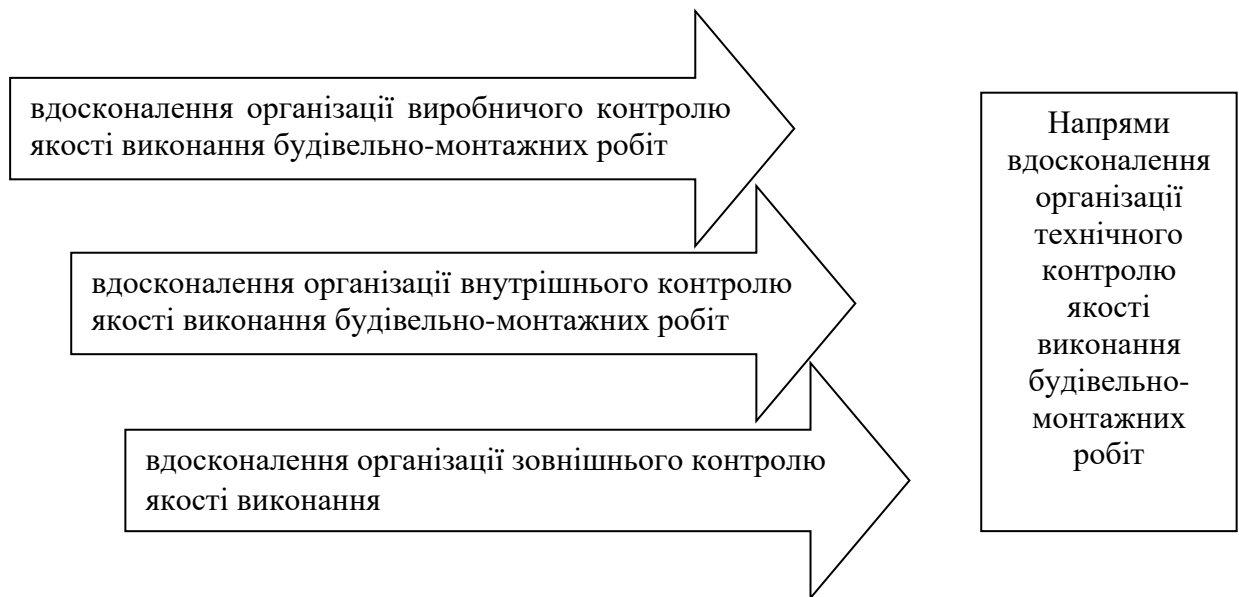 вдосконалення організації виробничого контролю
якості виконання будівельно-монтажних робіт
вдосконалення організації внутрішнього контролю
якості виконання будівельно-монтажних робіт
вдосконалення організації зовнішнього контролю
якості виконання
Напрями
вдосконалення
організації
технічного
контролю
якості
виконання
будівельно-
монтажних
робіт